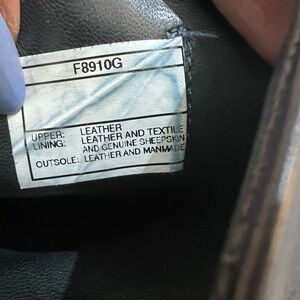 F8910G
UPPER: LEATHER
LINING: LEATHER AND TEXTILE
AND GENUINE SHEEPSKIN
OUTSOLE: LEATHER AND MANMADE